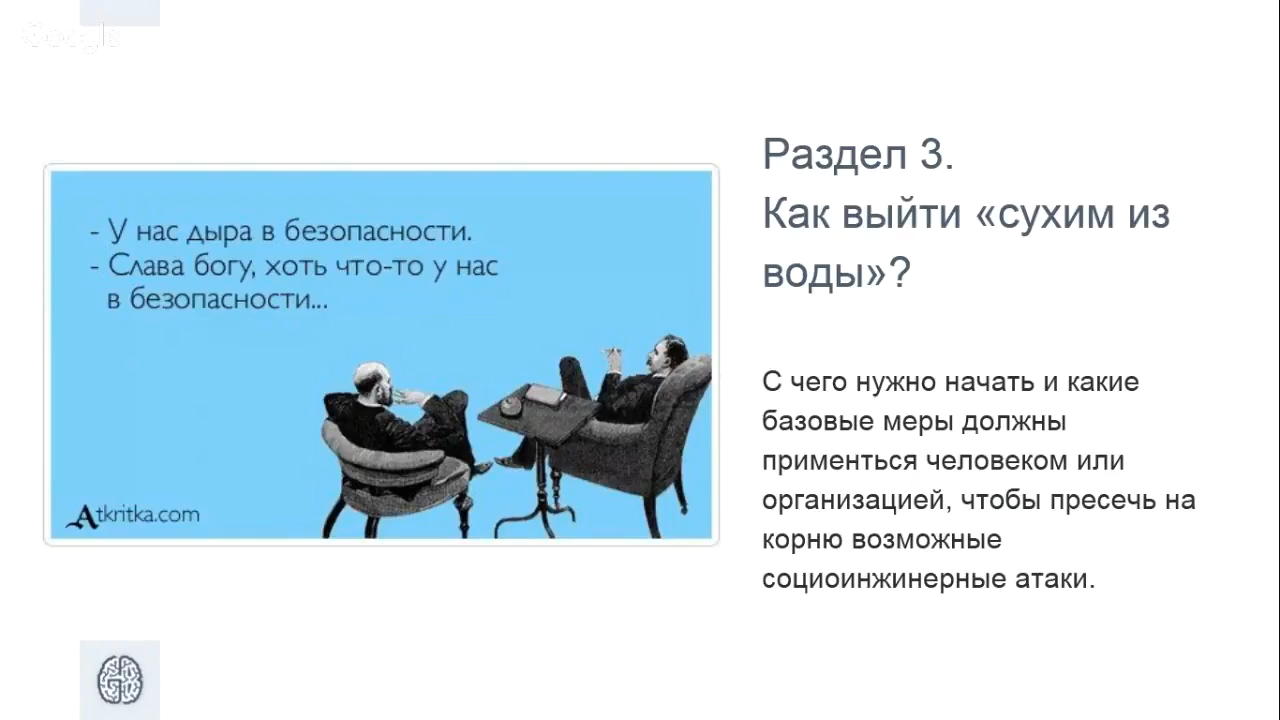 Google
- У нас дыра в безопасности.
- Слава богу, хоть что-то у нас
в безопасности...
Atkritka.com
Раздел 3.
Как выйти «сухим из
воды»?
С чего нужно начать и какие
базовые меры должны
применться человеком или
организацией, чтобы пресечь на
корню возможные
социоинжинерные атаки.